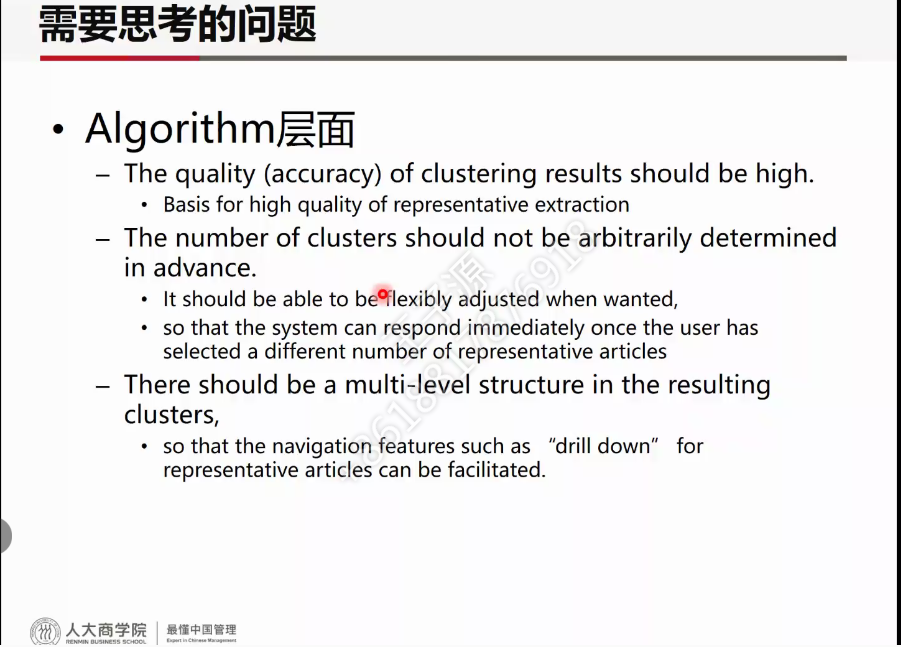 需要思考的问题
• Algorithm层面
– The quality (accuracy) of clustering results should be high.
• Basis for high quality of representative extraction
– The number of clusters should not be arbitrarily determined
in advance.
• It should be able to be flexibly adjusted when wanted,
• so that the system can respond immediately once the user has
selected a different number of representative articles
– There should be a multi-level structure in the resulting
clusters,
• so that the navigation features such as “drill down” for
representative articles can be facilitated.
人大商学院
RENMIN BUSINESS SCHOOL
最懂中国管理
Expert in Chinese Management